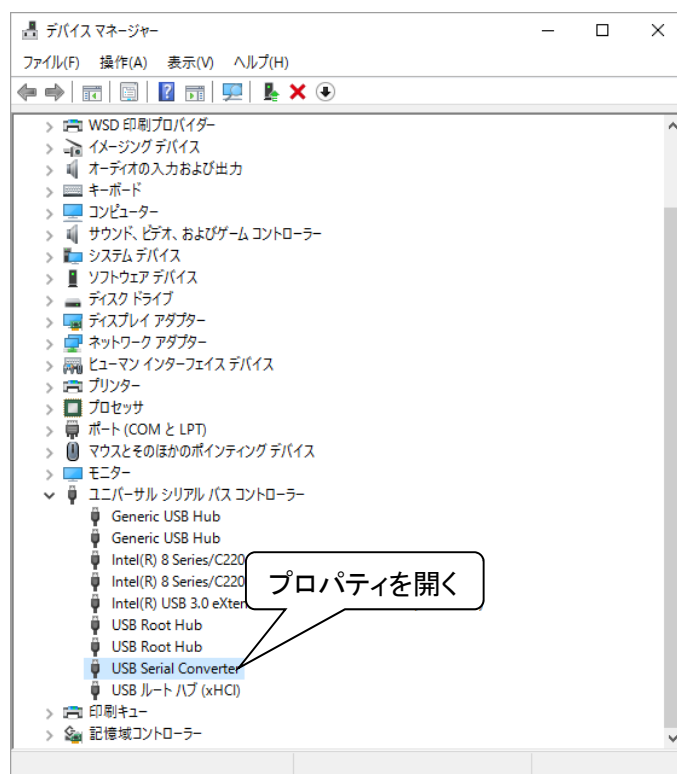 デバイス マネージャー
ファイル(F) 操作(A) 表示(V) ヘルプ(H)
WSD 印刷プロバイダー
イメージング デバイス
オーディオの入力および出力
キーボード
コンピューター
サウンド、ビデオ、およびゲーム コントローラー
システム デバイス
ソフトウェア デバイス
ディスク ドライブ
ディスプレイ アダプター
ネットワーク アダプター
ヒューマン インターフェイス デバイス
プリンター
プロセッサ
ポート (COM と LPT)
マウスとそのほかのポインティング デバイス
モニター
ユニバーサル シリアル バス コントローラー
Generic USB Hub
Generic USB Hub
Intel(R) 8 Series/C220
Intel(R) 8 Series/C220
Intel(R) USB 3.0
プロパティを開く
USB Root Hub
USB Root Hub
USB Serial Converter
USB ルート ハブ (xHCI)
印刷キュー
記憶域コントローラー